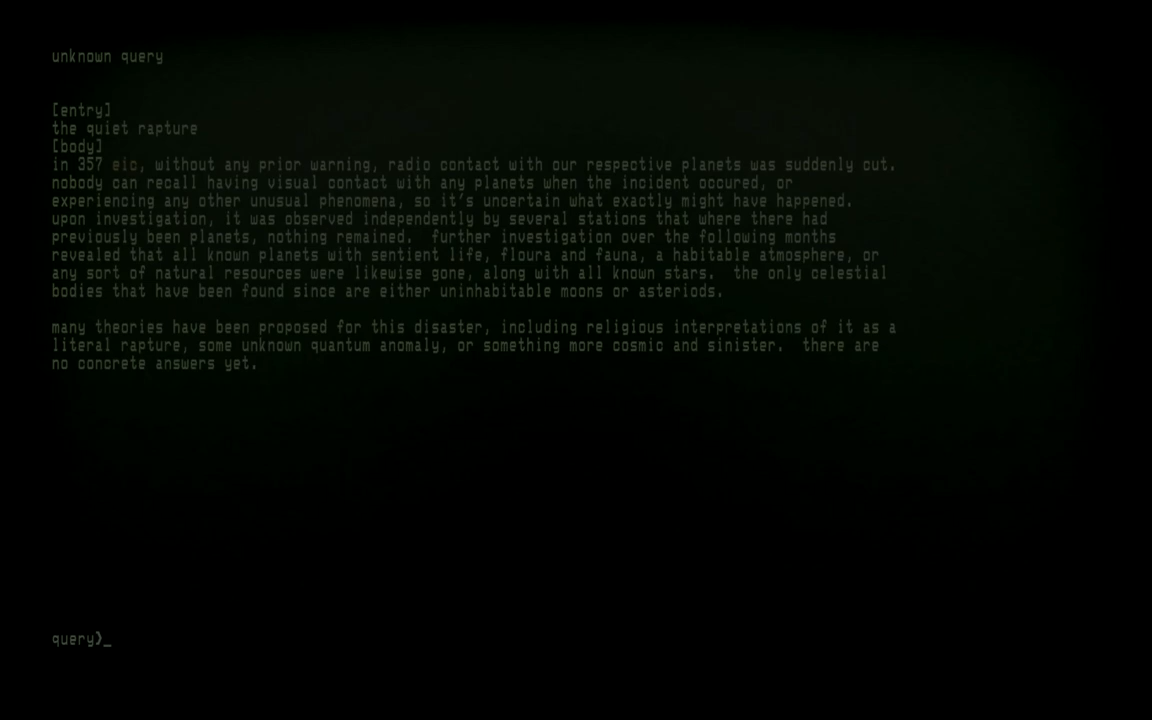 unknown query
[entry]
the quiet rapture
[body]
in 357 eic, without any prior warning, radio contact with our respective planets was suddenly cut.
nobody can recall having visual contact with any planets when the incident occured, or
experiencing any other unusual phenomena, so it's uncertain what exactly might have happened.
upon investigation, it was observed independently by several stations that where there had
previously been planets, nothing remained.  further investigation over the following months
revealed that all known planets with sentient life, floura and fauna, a habitable atmosphere, or
any sort of natural resources were likewise gone, along with all known stars.  the only celestial
bodies that have been found since are either uninhabitable moons or asteriods.
many theories have been proposed for this disaster, including religious interpretations of it as a
literal rapture, some unknown quantum anomaly, or something more cosmic and sinister.  there are
no concrete answers yet.
query)_